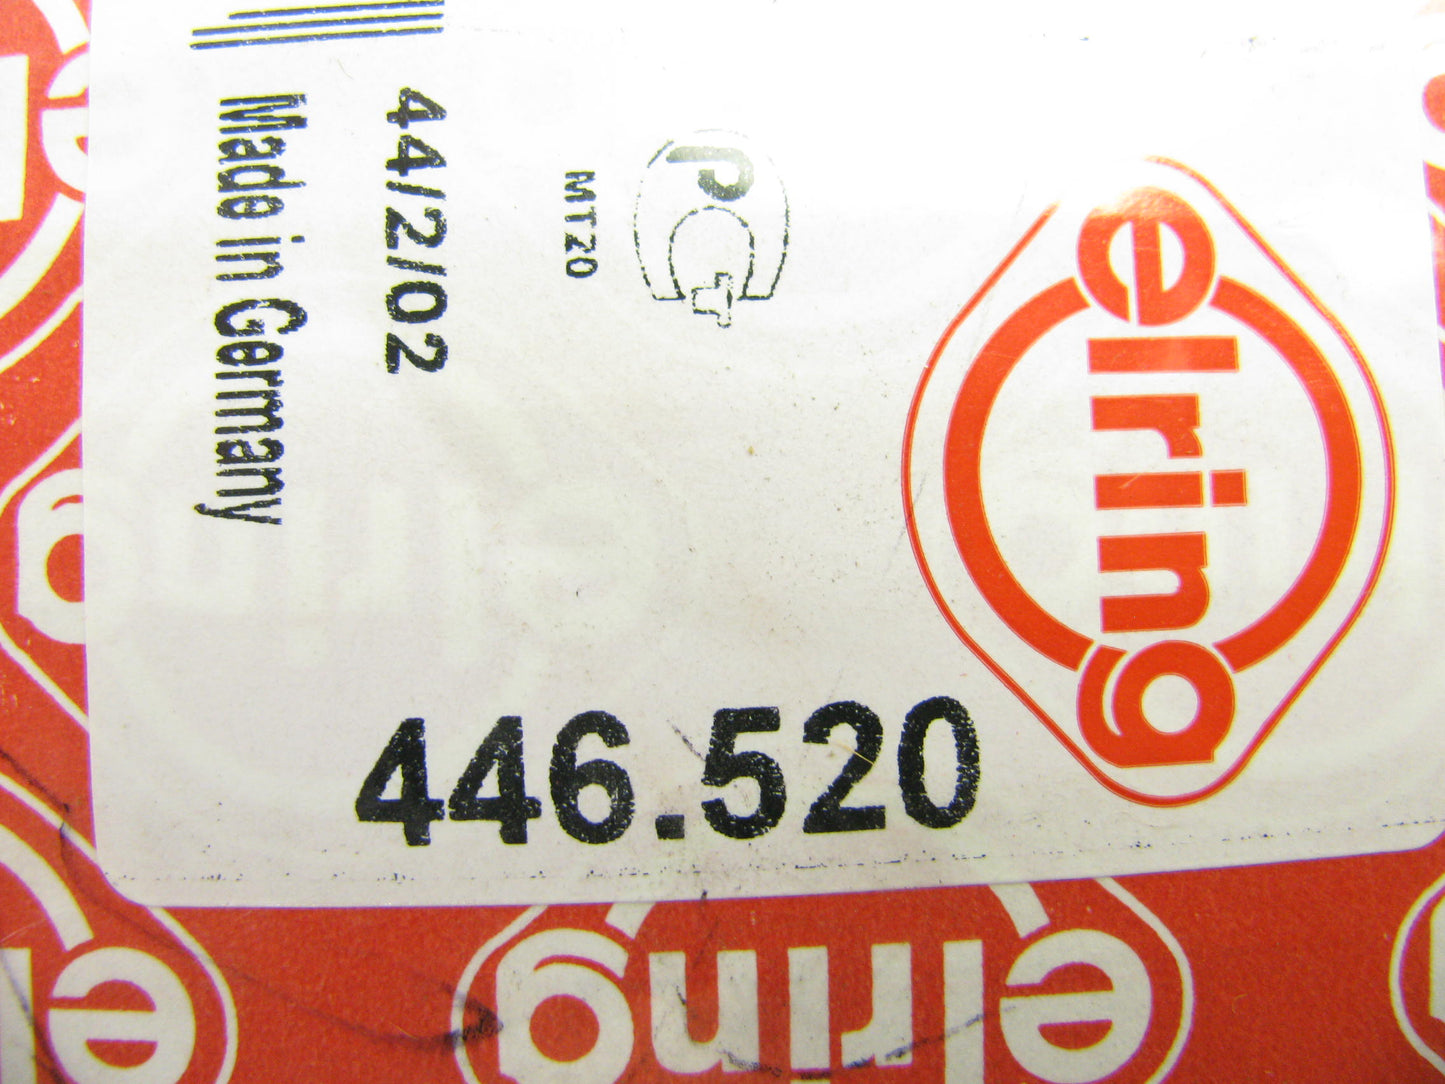 elring
446.520
MT20
44/2/02
Made in Germany
elring